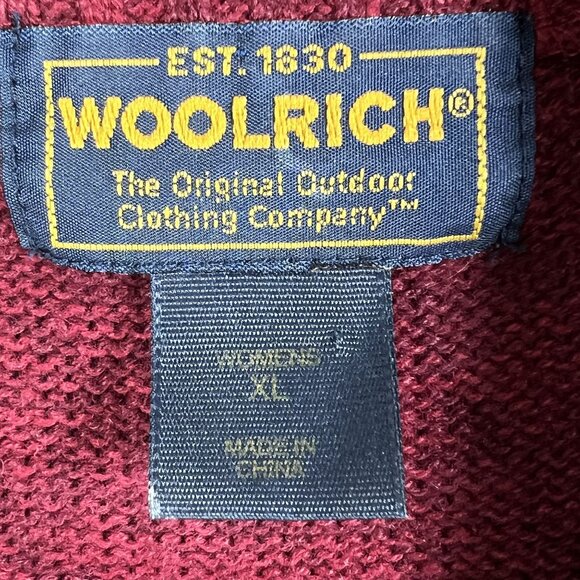 EST. 1830
WOOLRICH®
The Original Outdoor
Clothing Company™
WOMENS
XL
MADE IN
CHINA